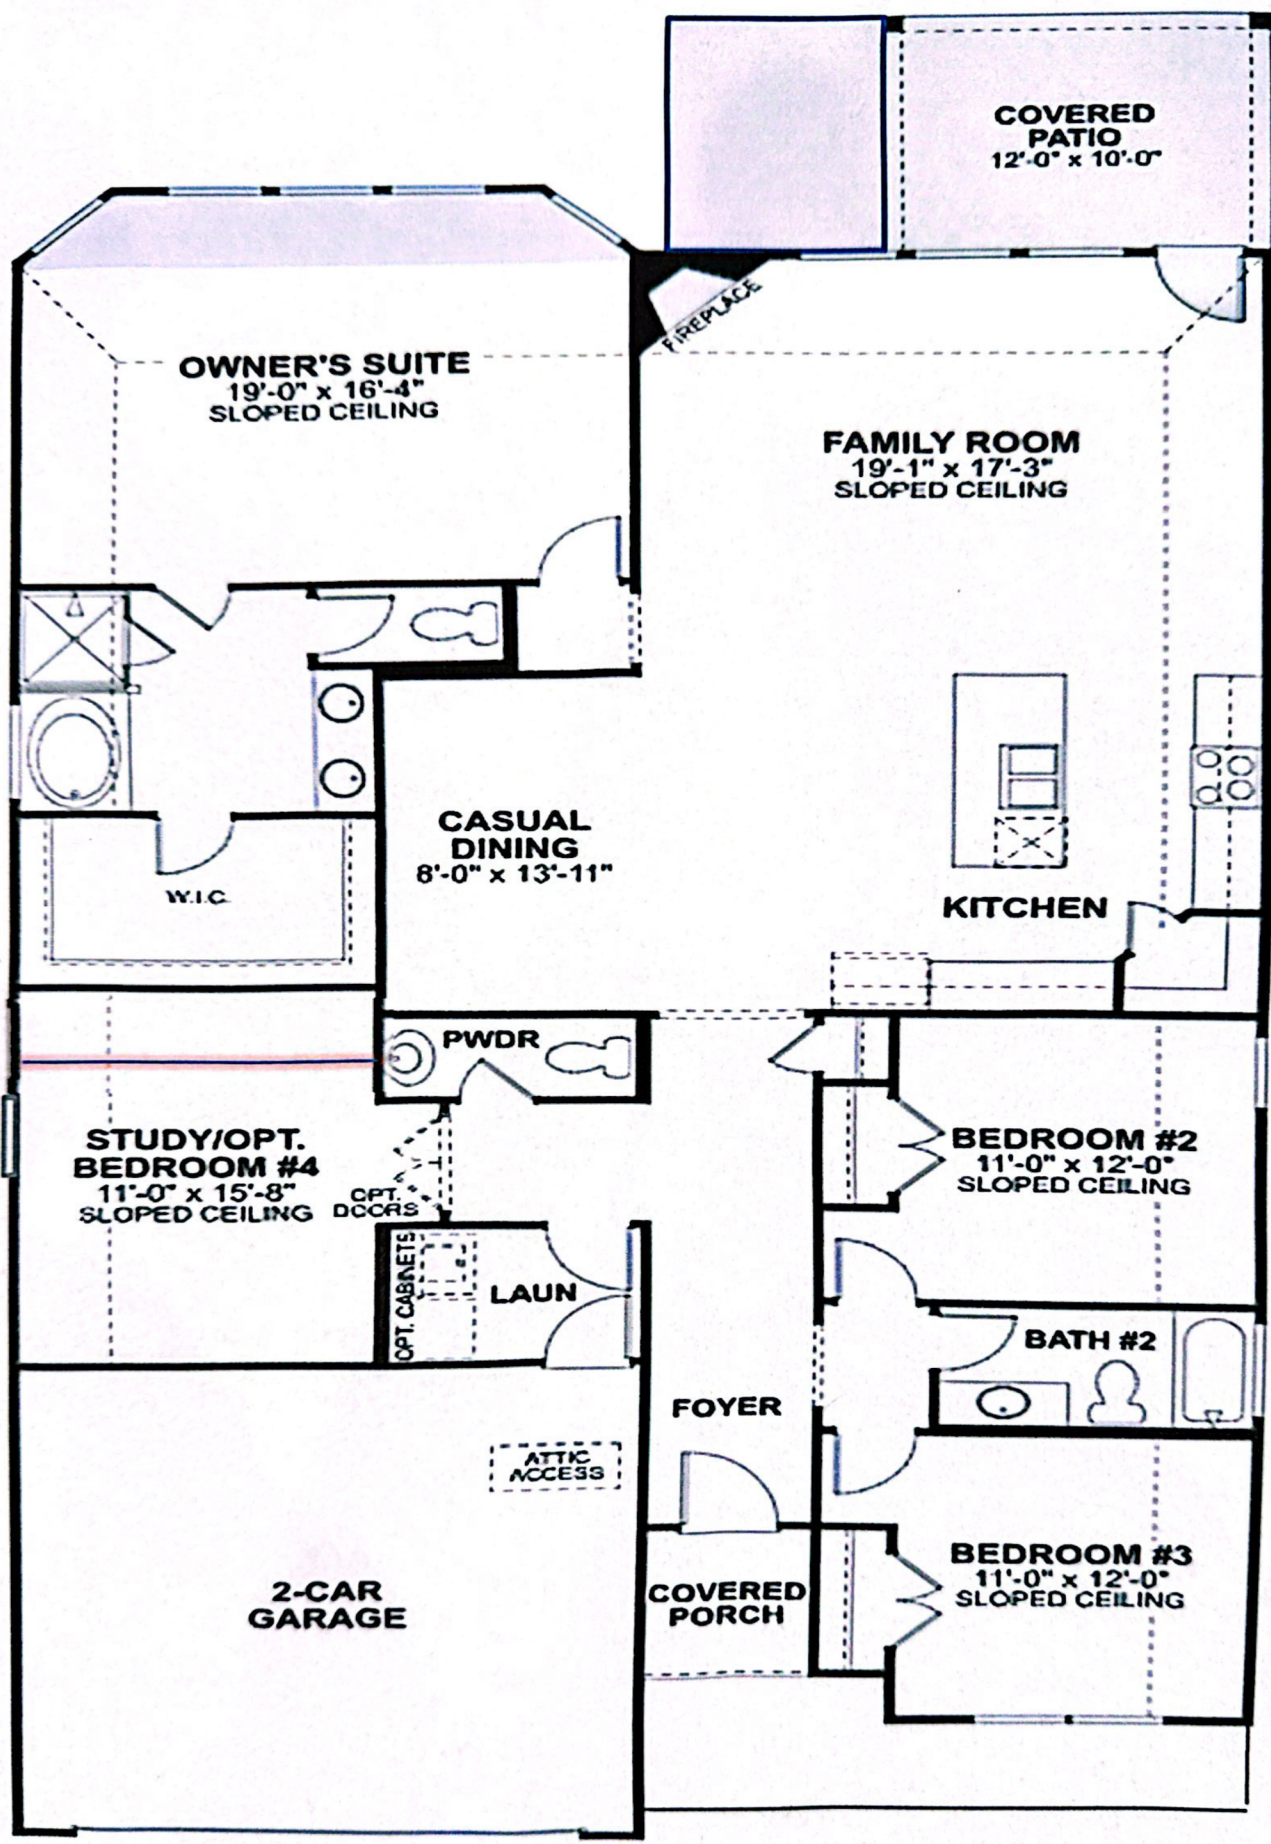 COVERED
PATIO
12'-0" x 10'-0"
FIREPLACE
OWNER'S SUITE
19'-0" x 16'-4"
SLOPED CEILING
FAMILY ROOM
19'-1" x 17'-3"
SLOPED CEILING
CASUAL
DINING
8'-0" x 13'-11"
W.I.C.
KITCHEN
PWDR
STUDY/OPT.
BEDROOM #4
11'-0" x 15'-8"
SLOPED CEILING
OPT.
DOORS
BEDROOM #2
11'-0" x 12'-0"
SLOPED CEILING
OPT. CABINETS
LAUN
BATH #2
FOYER
ATTIC
ACCESS
2-CAR
GARAGE
COVERED
PORCH
BEDROOM #3
11'-0" x 12'-0"
SLOPED CEILING